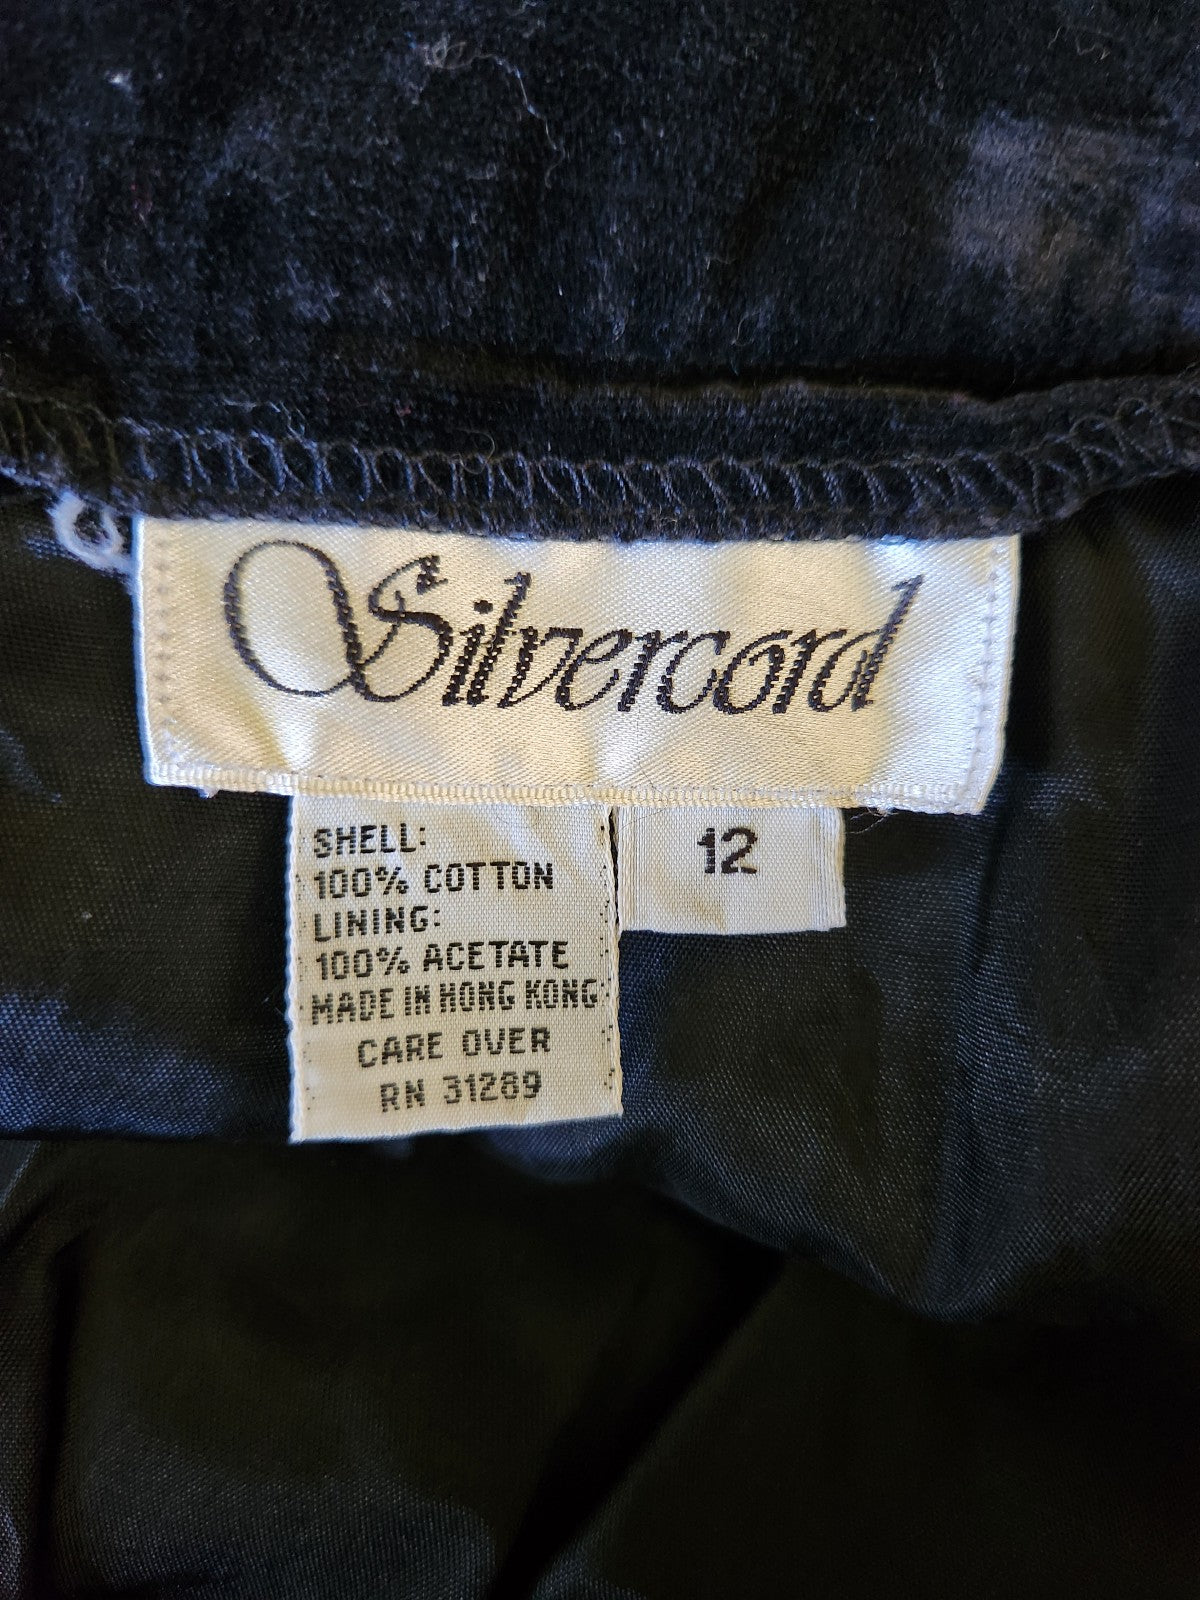 Silvercord
12
SHELL:
100% COTTON
LINING:
100% ACETATE
MADE IN HONG KONG
CARE OVER
RN 31289